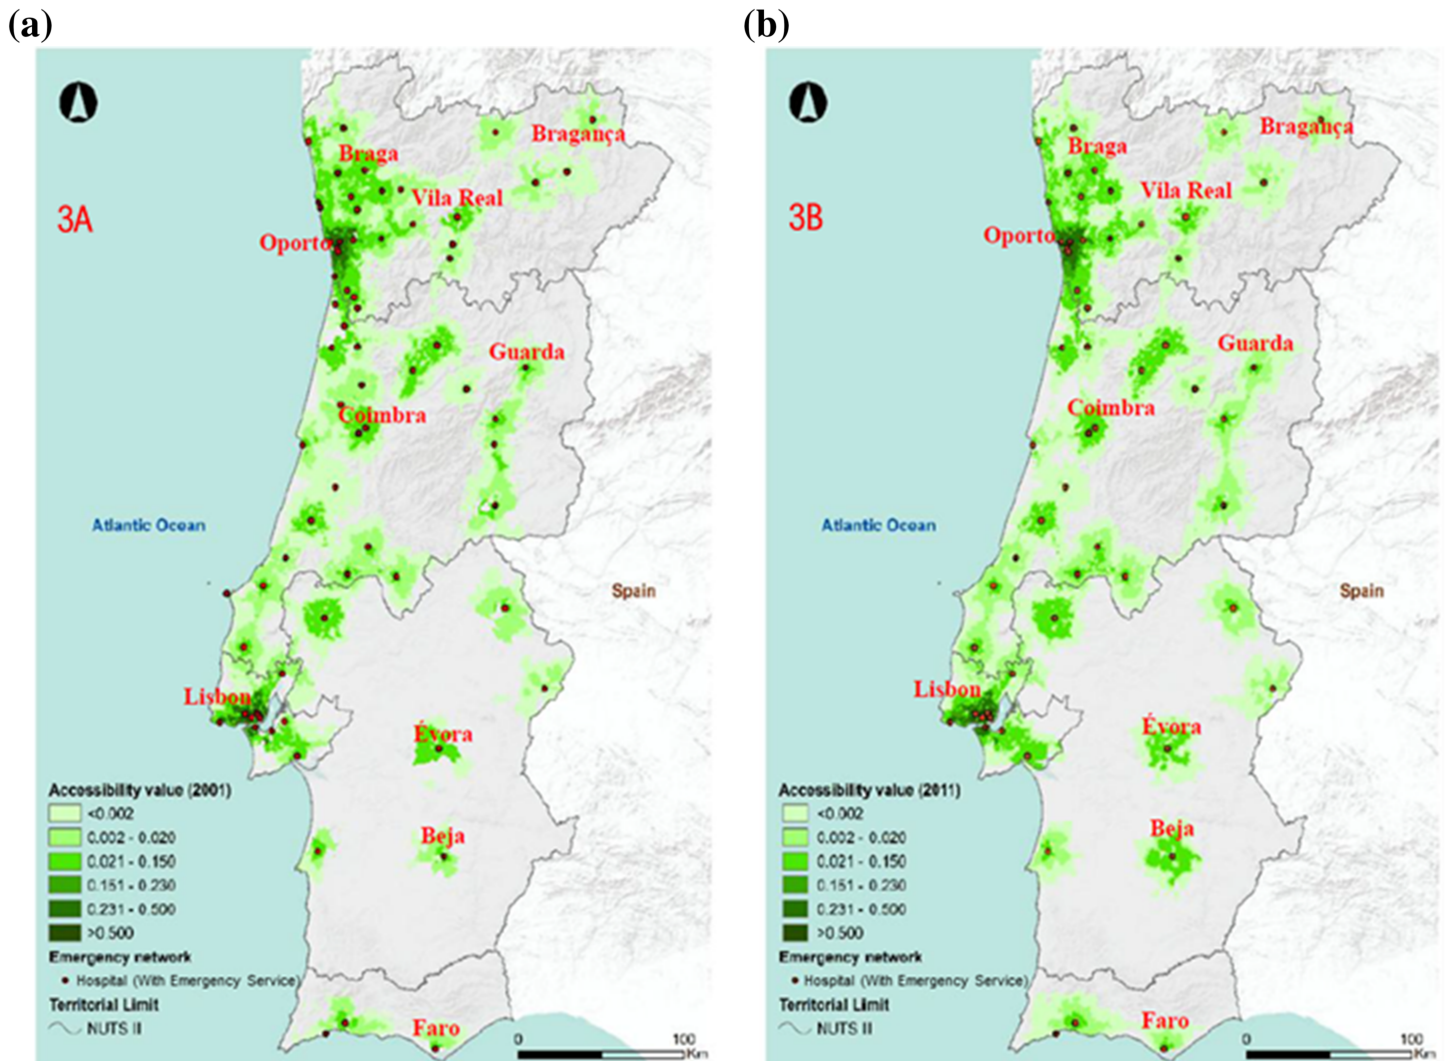 (a)
3A
Braga
Bragança
Vila Real
Oporto
Guarda
Coimbra
Atlantic Ocean
Spain
Lisbon
Évora
Beja
Faro
Accessibility value (2001)
<0.002
0.002 - 0.020
0.021 - 0.150
0.151 - 0.230
0.231 - 0.500
>0.500
Emergency network
Hospital (With Emergency Service)
Territorial Limit
NUTS II
0 100
Km
(b)
3B
Braga
Bragança
Vila Real
Oporto
Guarda
Coimbra
Atlantic Ocean
Spain
Lisbon
Évora
Beja
Faro
Accessibility value (2011)
<0.002
0.002 - 0.020
0.021 - 0.150
0.151 - 0.230
0.231 - 0.500
>0.500
Emergency network
Hospital (With Emergency Service)
Territorial Limit
NUTS II
0 100
Km